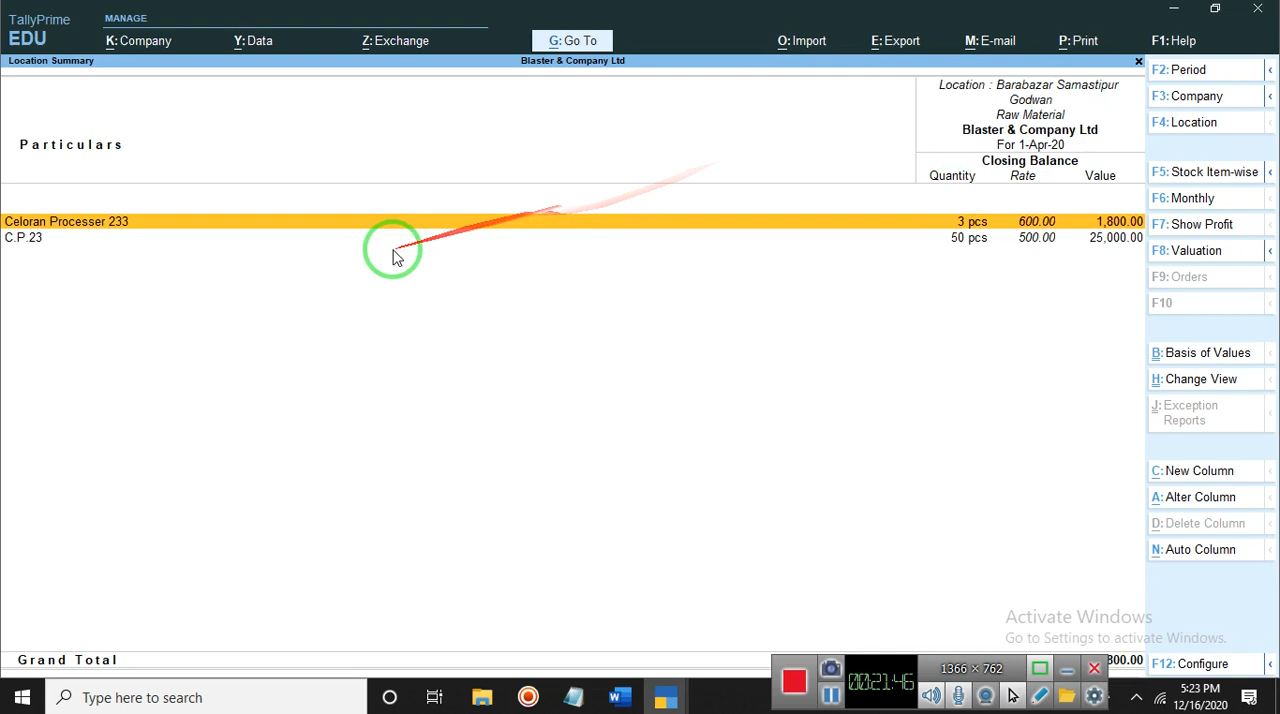 TallyPrime
EDU
MANAGE
K: Company
Y: Data
Z: Exchange
G: Go To
O: Import
E: Export
M: E-mail
P: Print
F1: Help
Location Summary
Blaster & Company Ltd
F2: Period
F3: Company
F4: Location
F5: Stock Item-wise
F6: Monthly
F7: Show Profit
F8: Valuation
F9: Orders
F10
B: Basis of Values
H: Change View
J: Exception
Reports
C: New Column
A: Alter Column
D: Delete Column
N: Auto Column
F12: Configure
Location : Barabazar Samastipur
Godwan
Raw Material
Blaster & Company Ltd
For 1-Apr-20
Particulars
Closing Balance
Quantity Rate Value
Celoran Processer 233 3 pcs 600.00 1,800.00
C.P.23 50 pcs 500.00 25,000.00
Activate Windows
Go to Settings to activate Windows.
Grand Total
00:21:46
1366 × 762
Type here to search
5:23 PM
12/16/2020